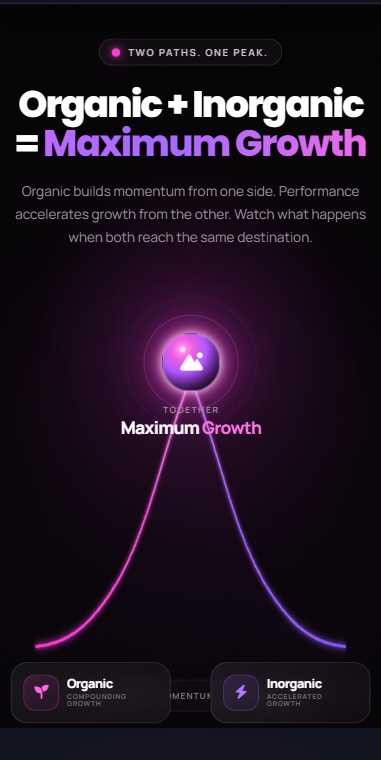 TWO PATHS. ONE PEAK.
Organic + Inorganic
= Maximum Growth
Organic builds momentum from one side. Performance
accelerates growth from the other. Watch what happens
when both reach the same destination.
TOGETHER
Maximum Growth
Organic
COMPOUNDING
GROWTH
Inorganic
ACCELERATED
GROWTH